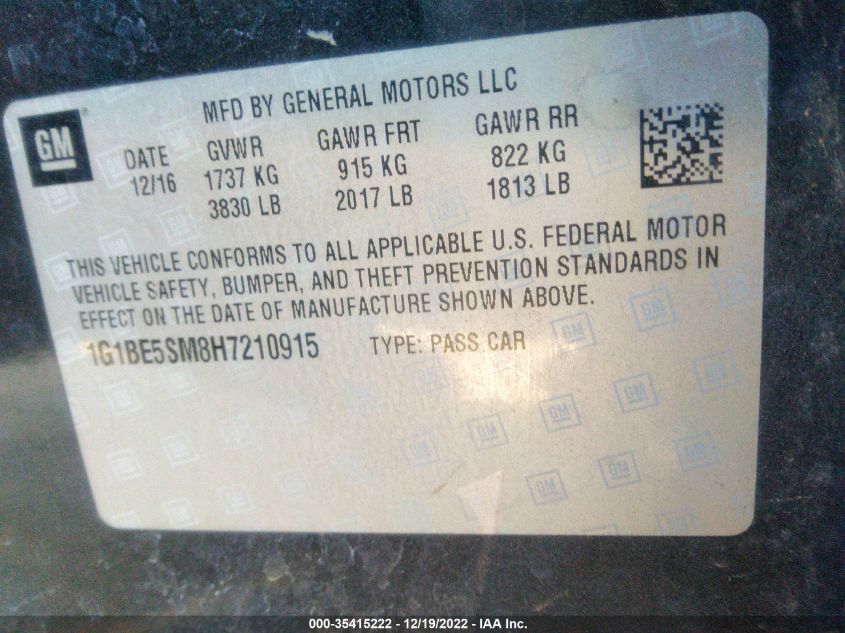 MFD BY GENERAL MOTORS LLC
GM
®
DATE GVWR GAWR FRT GAWR RR
12/16 1737 KG 915 KG 822 KG
3830 LB 2017 LB 1813 LB
THIS VEHICLE CONFORMS TO ALL APPLICABLE U.S. FEDERAL MOTOR
VEHICLE SAFETY, BUMPER, AND THEFT PREVENTION STANDARDS IN
EFFECT ON THE DATE OF MANUFACTURE SHOWN ABOVE.
1G1BE5SM8H7210915 TYPE: PASS CAR
000-35415222 - 12/19/2022 - IAA Inc.